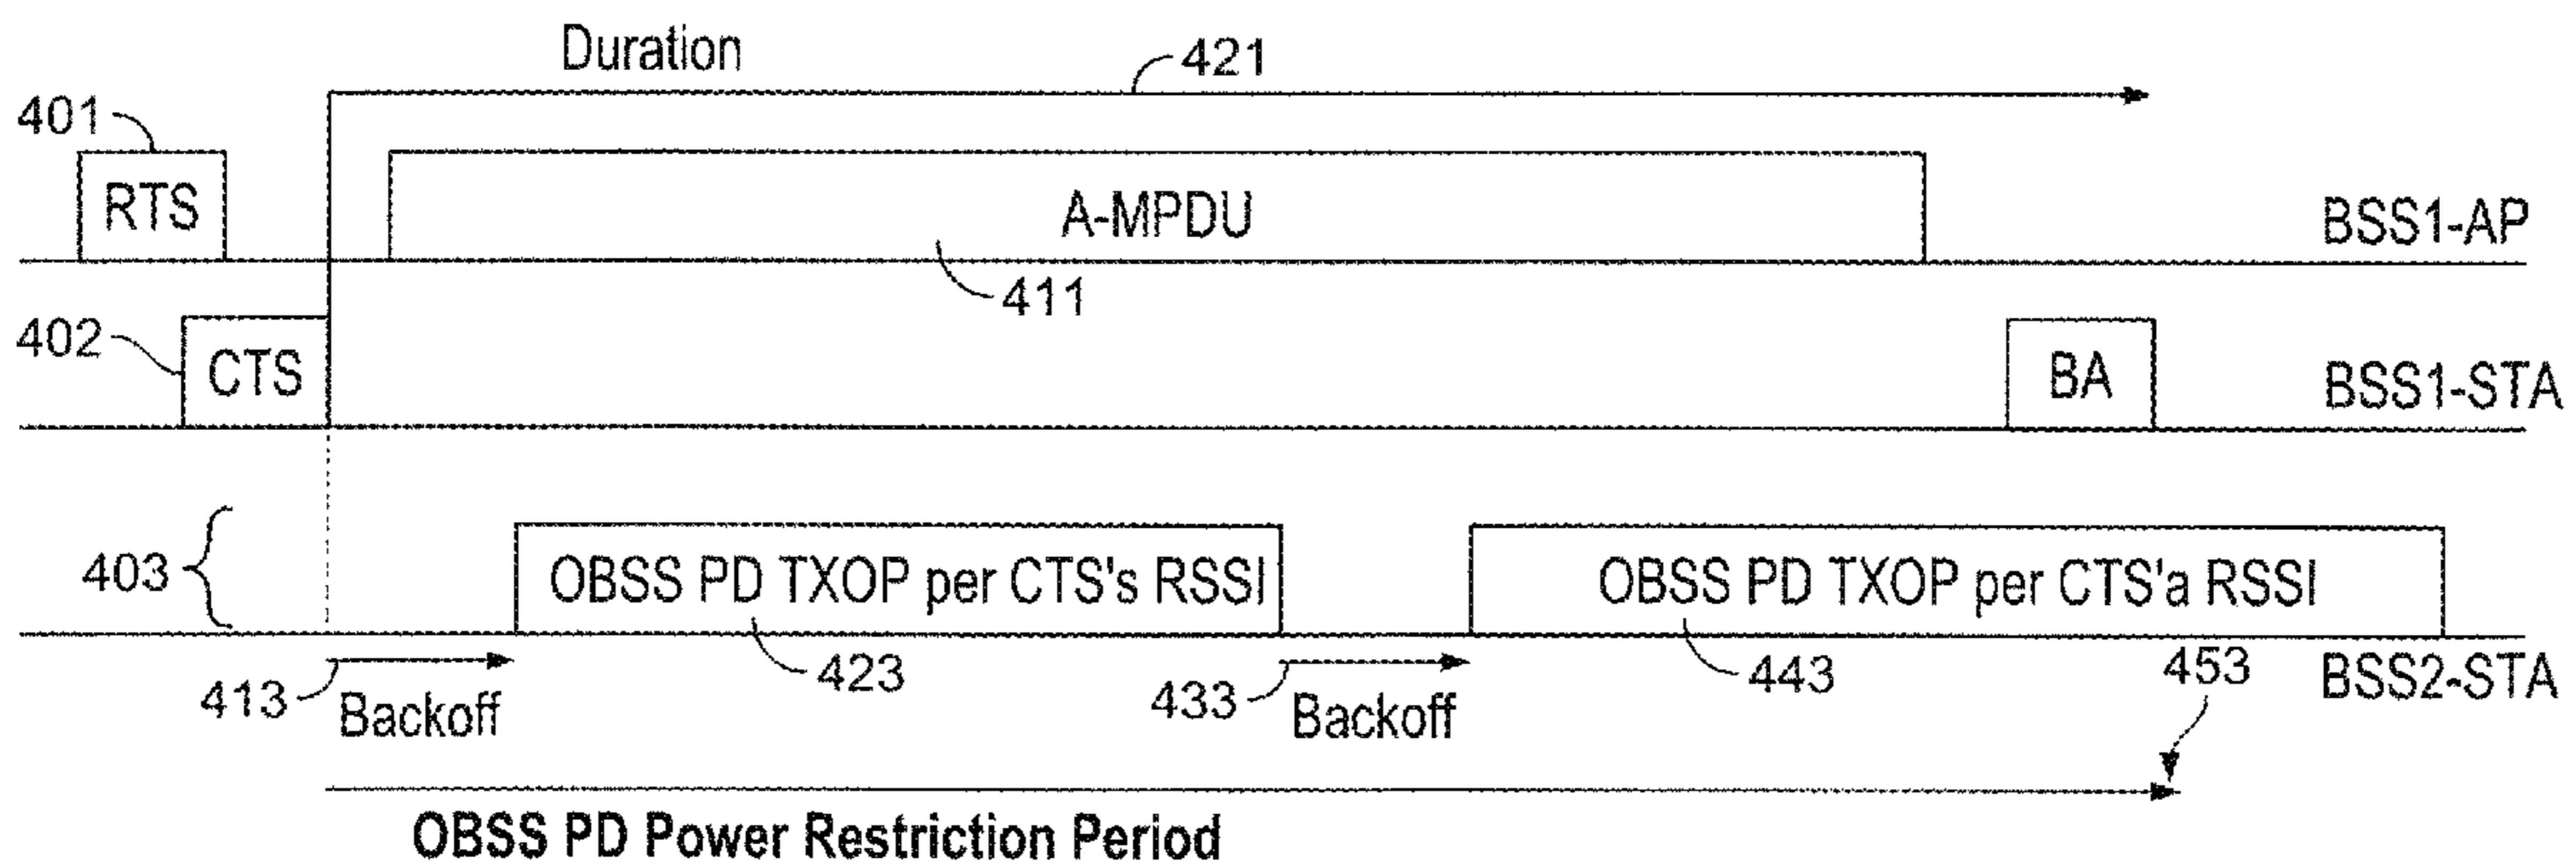 Duration
421
401
RTS
A-MPDU
BSS1-AP
411
402
CTS
BA
BSS1-STA
403
OBSS PD TXOP per CTS's RSSI
OBSS PD TXOP per CTS'a RSSI
413
Backoff
423
433
Backoff
443
453
BSS2-STA
OBSS PD Power Restriction Period